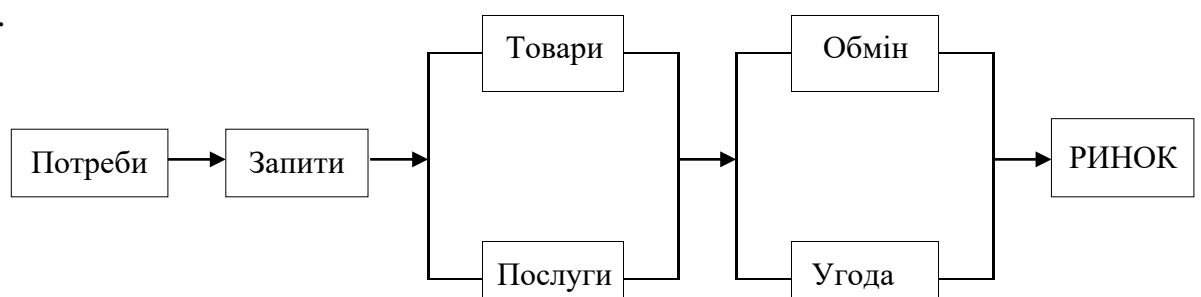 .
Товари
Обмін
Потреби
Запити
РИНОК
Послуги
Угода